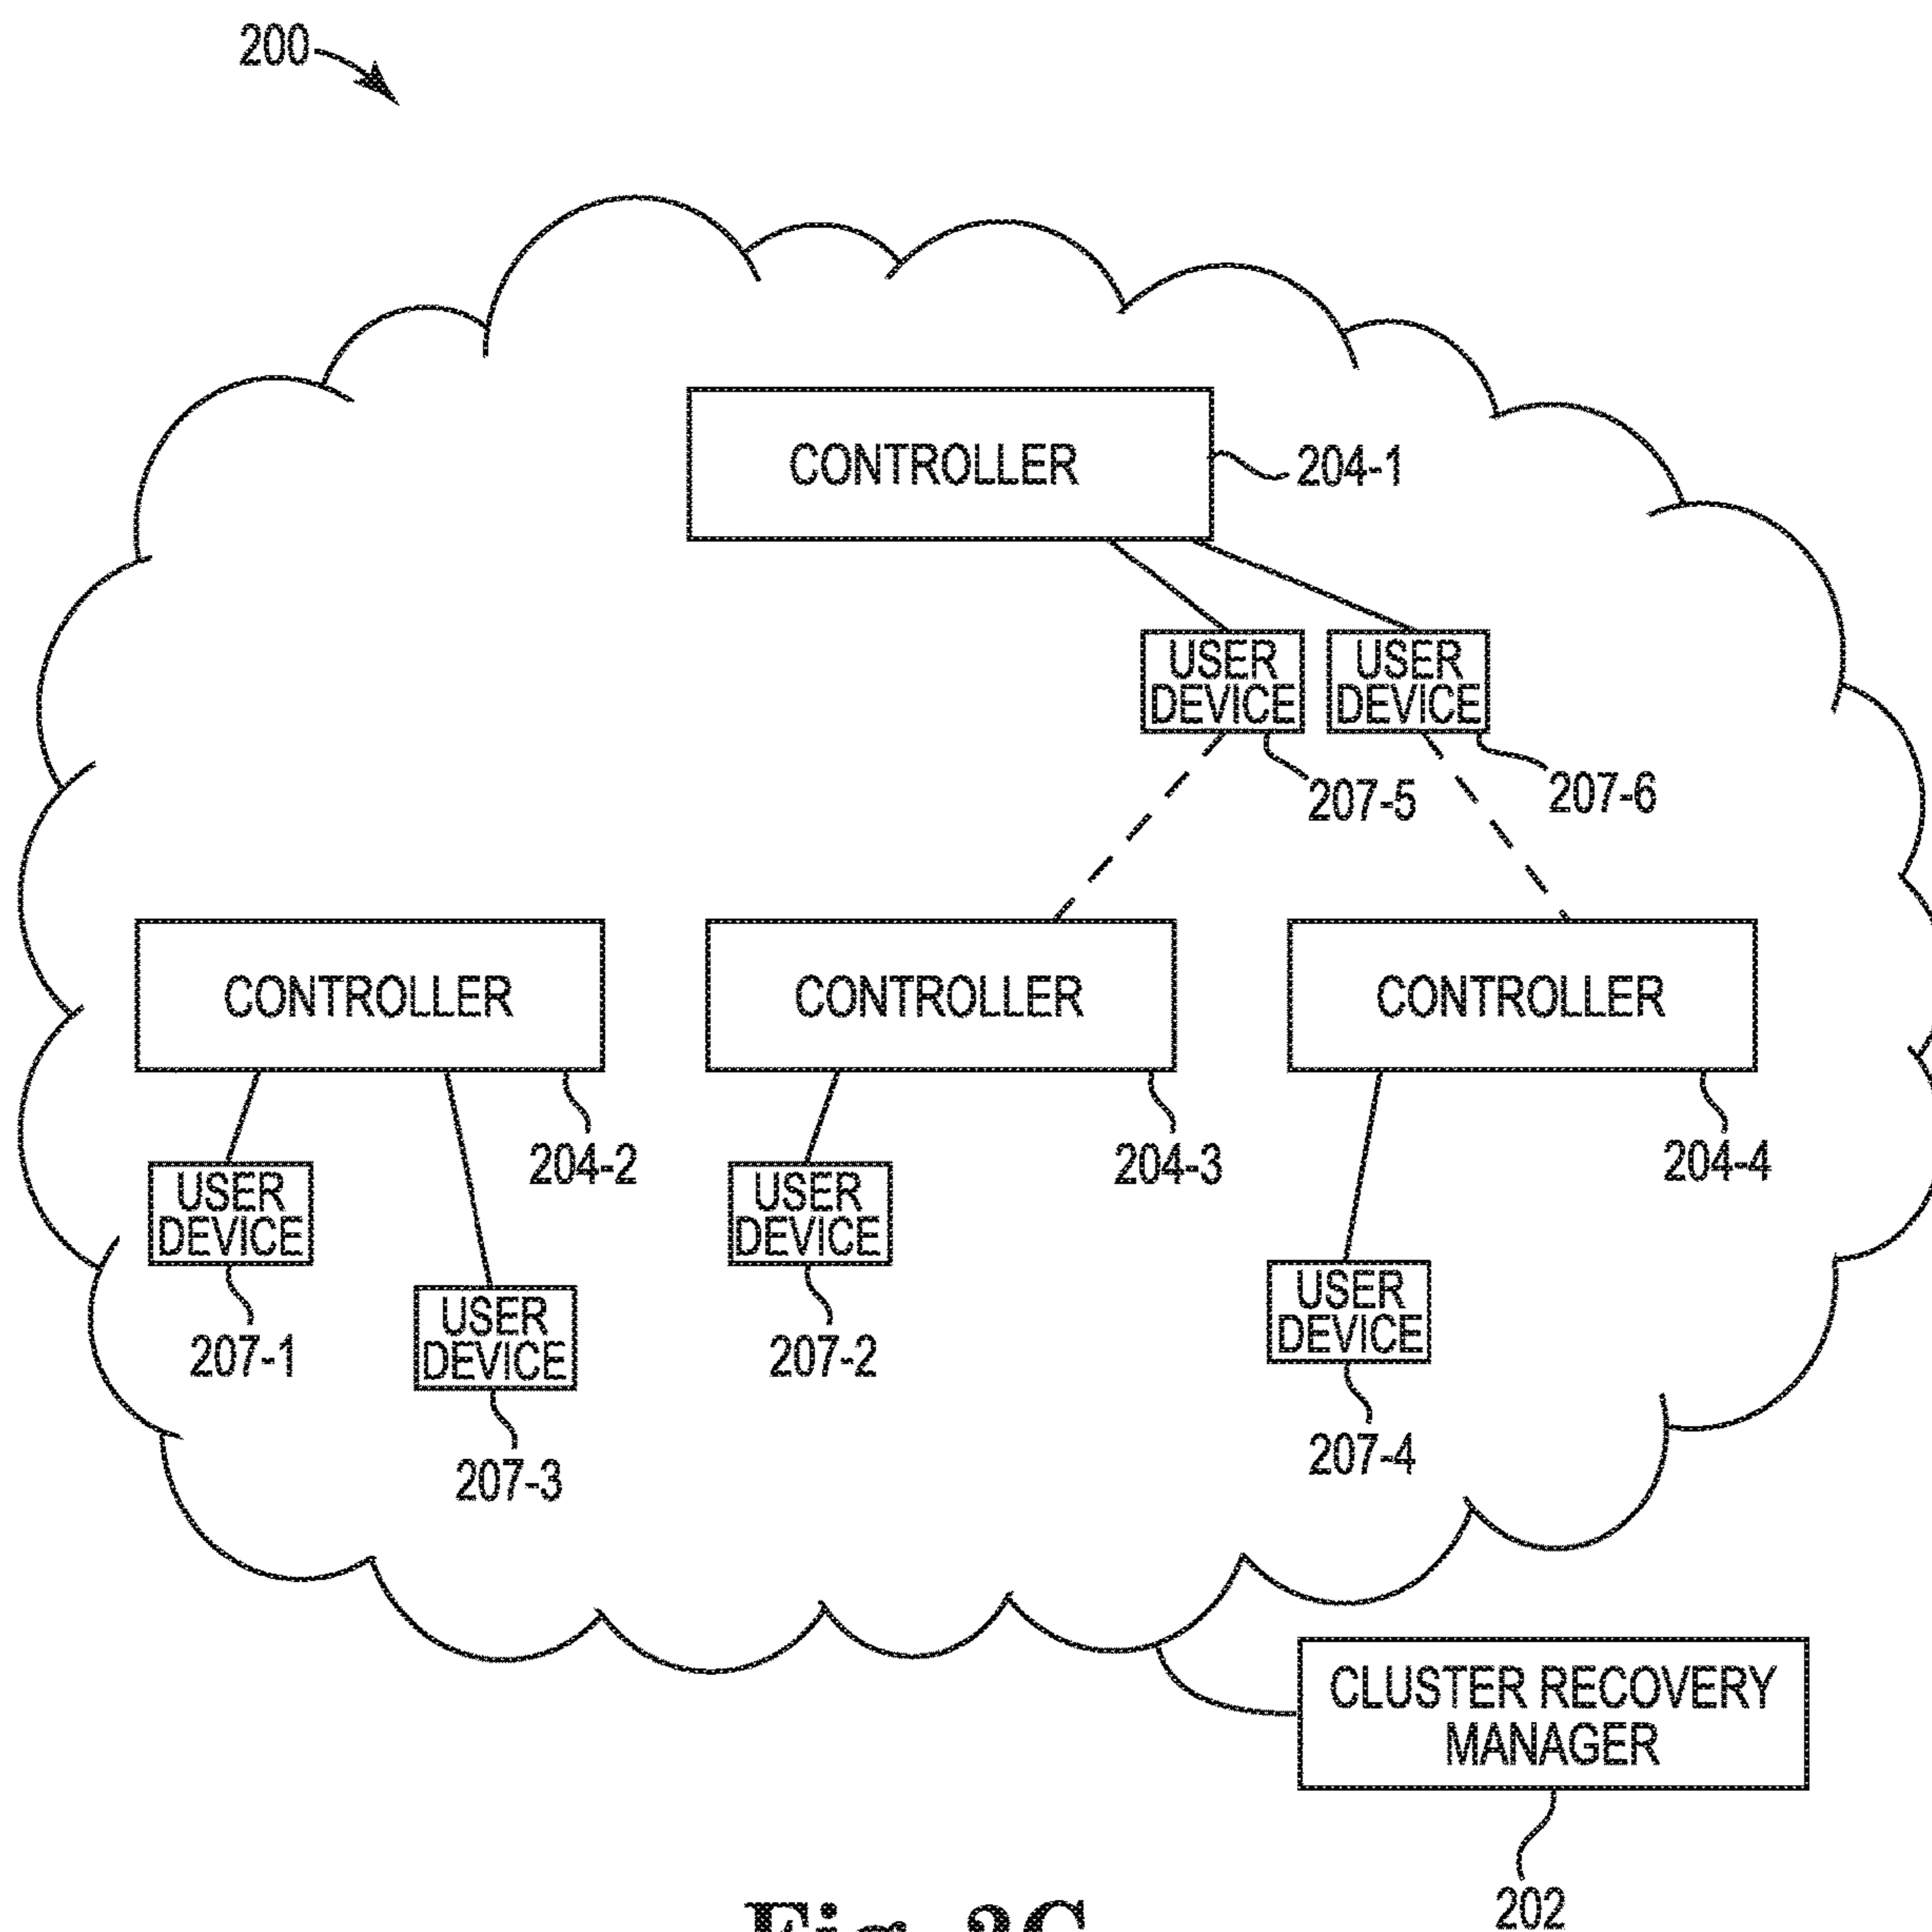 200
CONTROLLER
204-1
USER
DEVICE
USER
DEVICE
207-5
207-6
CONTROLLER
CONTROLLER
CONTROLLER
204-2
204-3
204-4
USER
DEVICE
USER
DEVICE
USER
DEVICE
USER
DEVICE
207-1
207-2
207-3
207-4
CLUSTER RECOVERY
MANAGER
202
Fig.